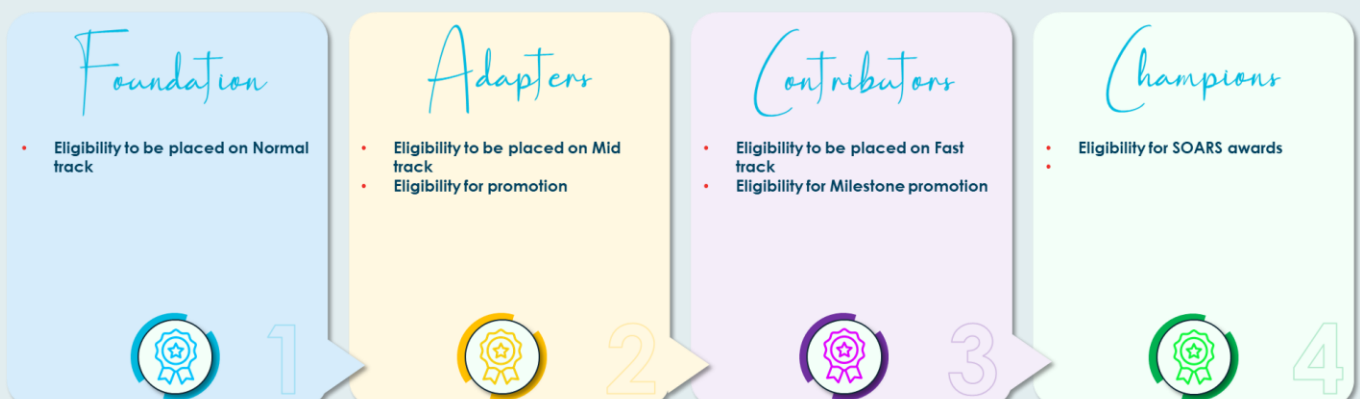 Foundation
• Eligibility to be placed on Normal
track
1
Adapters
• Eligibility to be placed on Mid
track
• Eligibility for promotion
2
Contributors
• Eligibility to be placed on Fast
track
• Eligibility for Milestone promotion
3
Champions
• Eligibility for SOARS awards
•
4